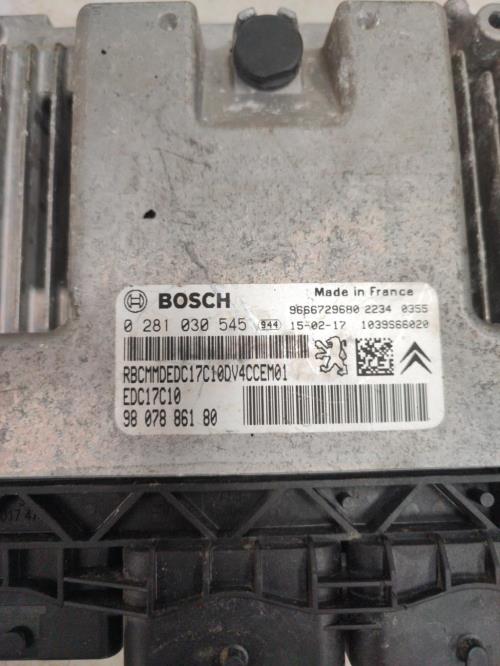 BOSCH
Made in France
9666729680 2234 0355
0 281 030 545 944 15-02-17 1039S66020
RBCMMDEDC17C10DV4CCEM01
EDC17C10
98 078 861 80